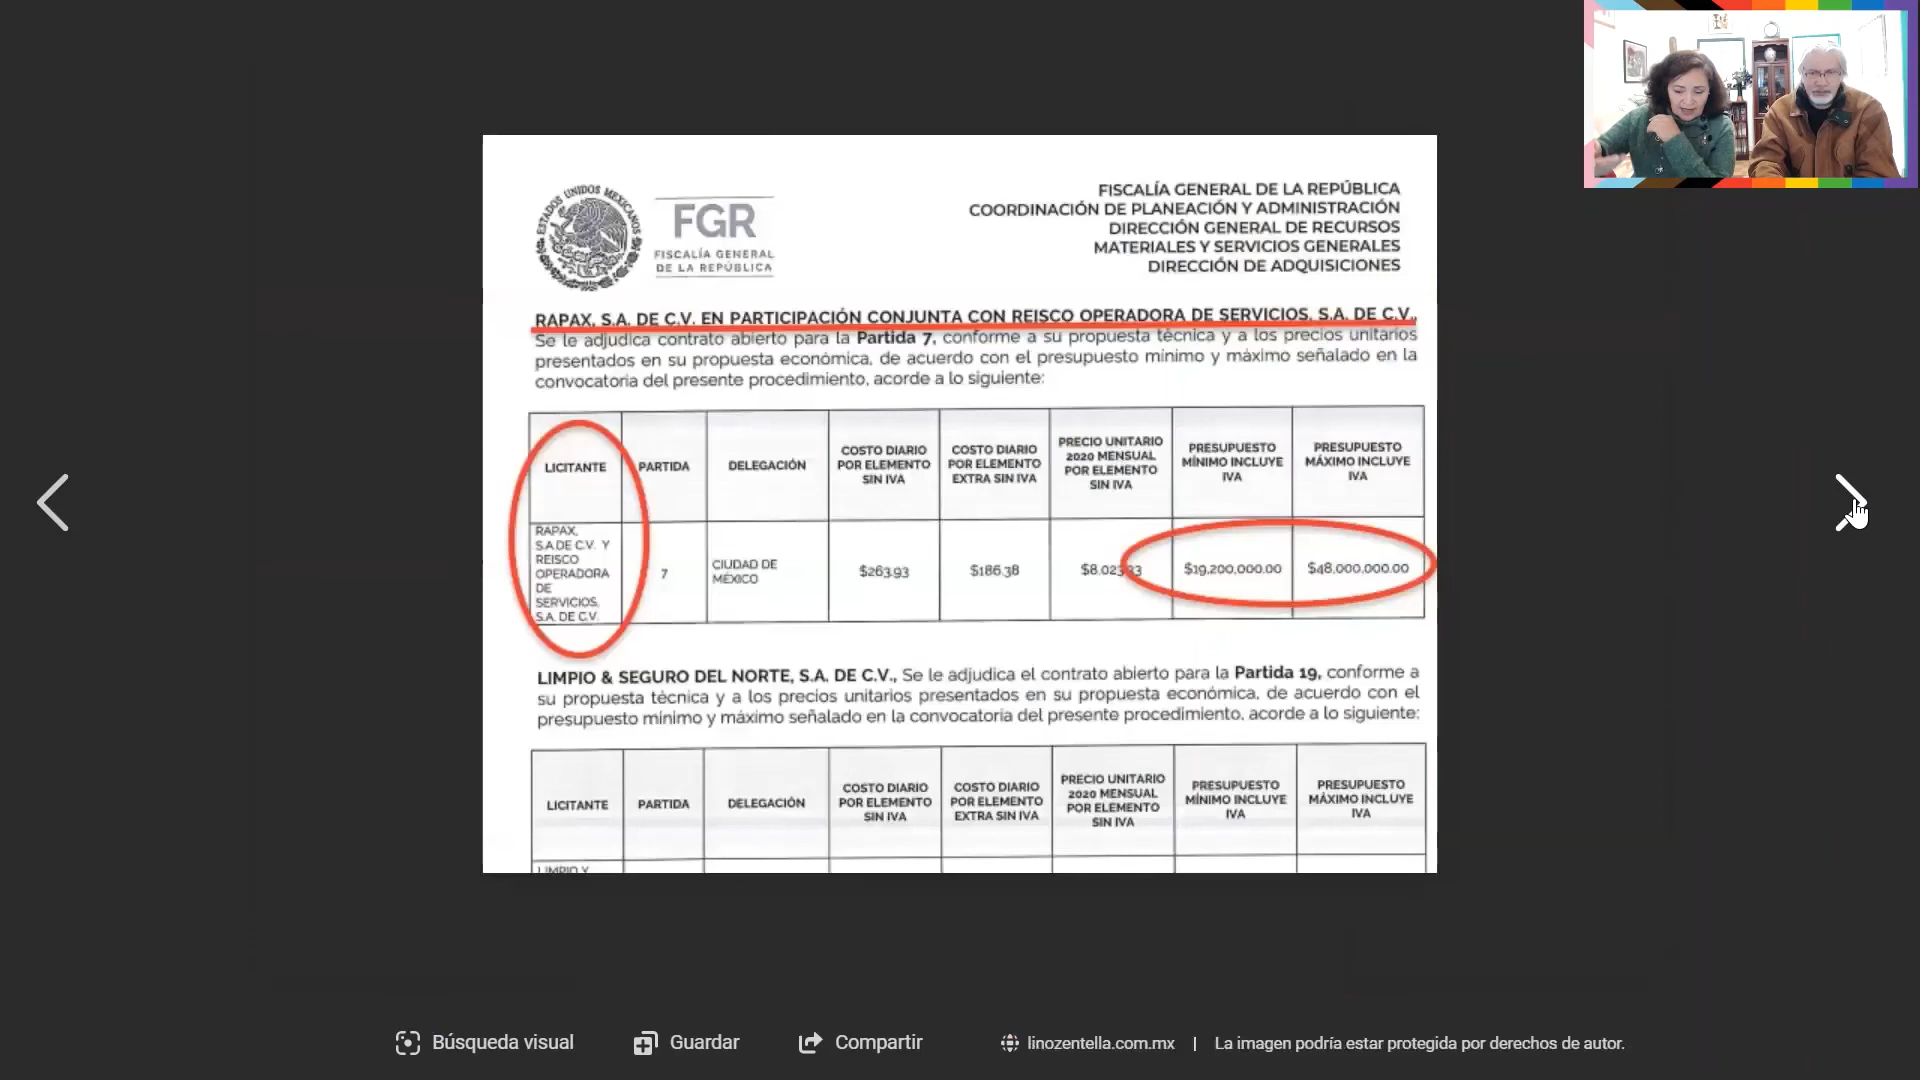 ESTADOS UNIDOS MEXICANOS
FGR
FISCALÍA GENERAL
DE LA REPÚBLICA
FISCALÍA GENERAL DE LA REPÚBLICA
COORDINACIÓN DE PLANEACIÓN Y ADMINISTRACIÓN
DIRECCIÓN GENERAL DE RECURSOS
MATERIALES Y SERVICIOS GENERALES
DIRECCIÓN DE ADQUISICIONES
RAPAX, S.A. DE C.V. EN PARTICIPACIÓN CONJUNTA CON REISCO OPERADORA DE SERVICIOS, S.A. DE C.V.,
Se le adjudica contrato abierto para la Partida 7, conforme a su propuesta técnica y a los precios unitarios
presentados en su propuesta económica, de acuerdo con el presupuesto mínimo y máximo señalado en la
convocatoria del presente procedimiento, acorde a lo siguiente:
LICITANTE
PARTIDA
DELEGACIÓN
COSTO DIARIO
POR ELEMENTO
SIN IVA
COSTO DIARIO
POR ELEMENTO
EXTRA SIN IVA
PRECIO UNITARIO
2020 MENSUAL
POR ELEMENTO
SIN IVA
PRESUPUESTO
MÍNIMO INCLUYE
IVA
PRESUPUESTO
MÁXIMO INCLUYE
IVA
RAPAX,
S.A.DE C.V. Y
REISCO
OPERADORA
DE
SERVICIOS,
S.A. DE C.V.
7
CIUDAD DE
MÉXICO
$263.93
$186.38
$19,200,000.00
$48,000,000.00
LIMPIO & SEGURO DEL NORTE, S.A. DE C.V., Se le adjudica el contrato abierto para la Partida 19, conforme a
su propuesta técnica y a los precios unitarios presentados en su propuesta económica, de acuerdo con el
presupuesto mínimo y máximo señalado en la convocatoria del presente procedimiento, acorde a lo siguiente:
LICITANTE
PARTIDA
DELEGACIÓN
COSTO DIARIO
POR ELEMENTO
SIN IVA
COSTO DIARIO
POR ELEMENTO
EXTRA SIN IVA
PRECIO UNITARIO
2020 MENSUAL
POR ELEMENTO
SIN IVA
PRESUPUESTO
MÍNIMO INCLUYE
IVA
PRESUPUESTO
MÁXIMO INCLUYE
IVA
LIMPIO Y
Búsqueda visual
Guardar
Compartir
linozentella.com.mx | La imagen podría estar protegida por derechos de autor.